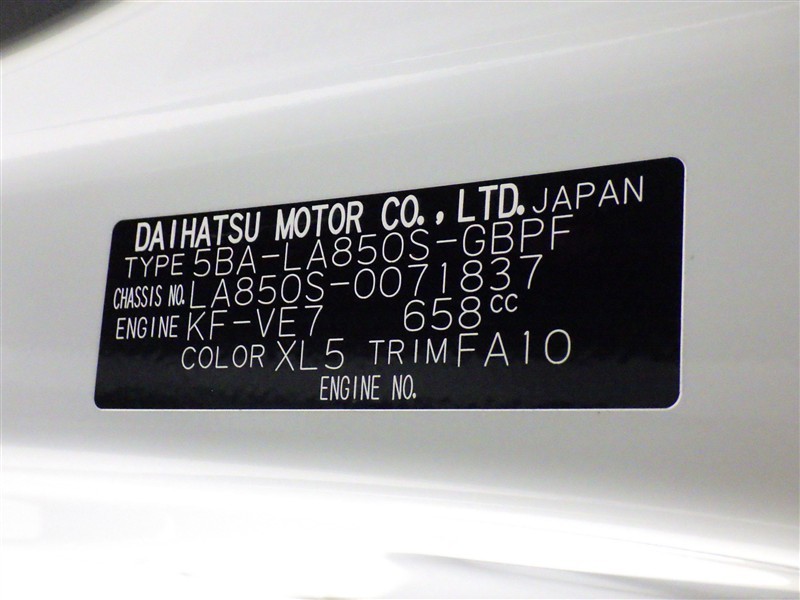 DAIHATSU MOTOR CO., LTD. JAPAN
TYPE 5BA-LA850S-GBPF
CHASSIS NO. LA850S-0071837
ENGINE KF-VE7 658cc
COLOR XL5 TRIM FA10
ENGINE NO.